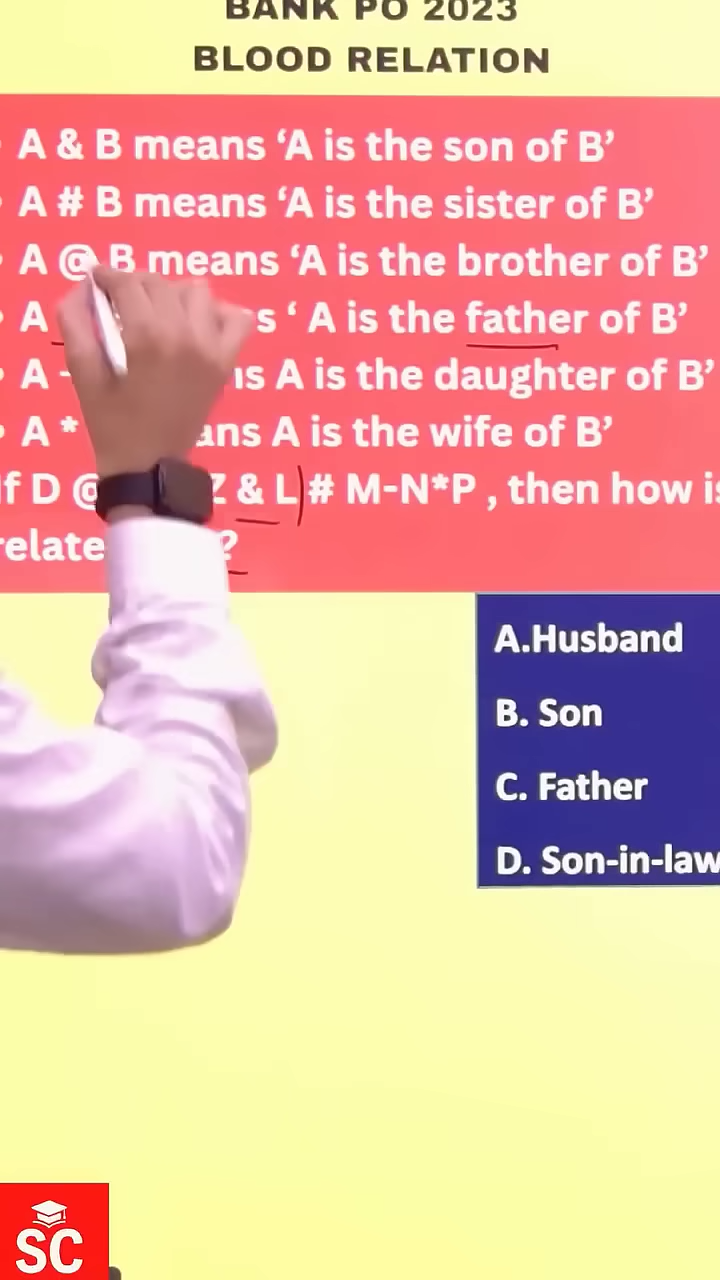 BANK PO 2023
BLOOD RELATION
A & B means ‘A is the son of B’
A # B means ‘A is the sister of B’
A @ B means ‘A is the brother of B’
A s ‘ A is the father of B’
A - ns A is the daughter of B’
A * ans A is the wife of B’
If D @ Z & L # M-N*P , then how is
relate ?
A.Husband
B. Son
C. Father
D. Son-in-law
SC